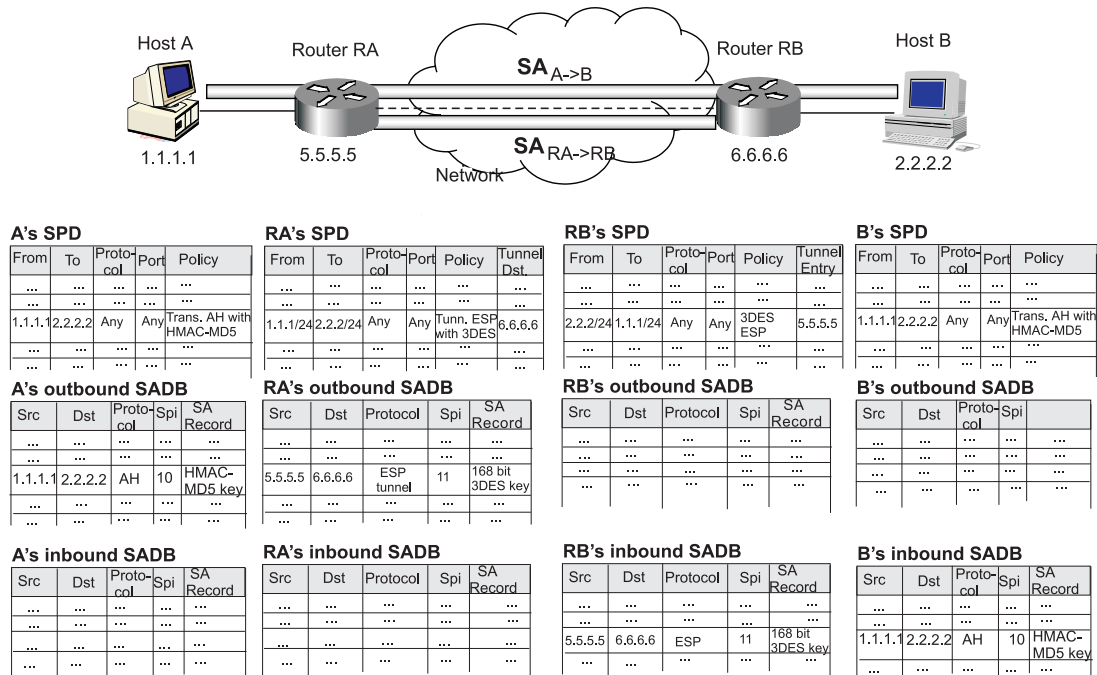 Host A
Router RA
Router RB
Host B
SA A->B
SA RA->RB
Network
1.1.1.1
5.5.5.5
6.6.6.6
2.2.2.2
A's SPD
From To Proto-col Port Policy
... ... ... ... ...
... ... ... ... ...
1.1.1.1 2.2.2.2 Any Any Trans. AH with HMAC-MD5
... ... ... ... ...
... ... ... ... ...
RA's SPD
From To Proto-col Port Policy Tunnel Dst.
... ... ... ... ... ...
... ... ... ... ... ...
1.1.1/24 2.2.2/24 Any Any Tunn. ESP with 3DES 6.6.6.6
... ... ... ... ... ...
... ... ... ... ... ...
RB's SPD
From To Proto-col Port Policy Tunnel Entry
... ... ... ... ... ...
... ... ... ... ... ...
2.2.2/24 1.1.1/24 Any Any 3DES ESP 5.5.5.5
... ... ... ... ... ...
... ... ... ... ... ...
B's SPD
From To Proto-col Port Policy
... ... ... ... ...
... ... ... ... ...
1.1.1.1 2.2.2.2 Any Any Trans. AH with HMAC-MD5
... ... ... ... ...
... ... ... ... ...
A's outbound SADB
Src Dst Proto-col Spi SA Record
... ... ... ... ...
... ... ... ... ...
1.1.1.1 2.2.2.2 AH 10 HMAC-MD5 key
... ... ... ... ...
... ... ... ... ...
RA's outbound SADB
Src Dst Protocol Spi SA Record
... ... ... ... ...
... ... ... ... ...
5.5.5.5 6.6.6.6 ESP tunnel 11 168 bit 3DES key
... ... ... ... ...
... ... ... ... ...
RB's outbound SADB
Src Dst Protocol Spi SA Record
... ... ... ... ...
... ... ... ... ...
... ... ... ... ...
... ... ... ... ...
B's outbound SADB
Src Dst Proto-col Spi
... ... ... ... ...
... ... ... ... ...
... ... ... ... ...
... ... ... ... ...
A's inbound SADB
Src Dst Proto-col Spi SA Record
... ... ... ... ...
... ... ... ... ...
... ... ... ... ...
... ... ... ... ...
RA's inbound SADB
Src Dst Protocol Spi SA Record
... ... ... ... ...
... ... ... ... ...
... ... ... ... ...
... ... ... ... ...
RB's inbound SADB
Src Dst Protocol Spi SA Record
... ... ... ... ...
... ... ... ... ...
5.5.5.5 6.6.6.6 ESP 11 168 bit 3DES key
... ... ... ... ...
B's inbound SADB
Src Dst Proto-col Spi SA Record
... ... ... ... ...
... ... ... ... ...
1.1.1.1 2.2.2.2 AH 10 HMAC-MD5 key
... ... ... ... ...